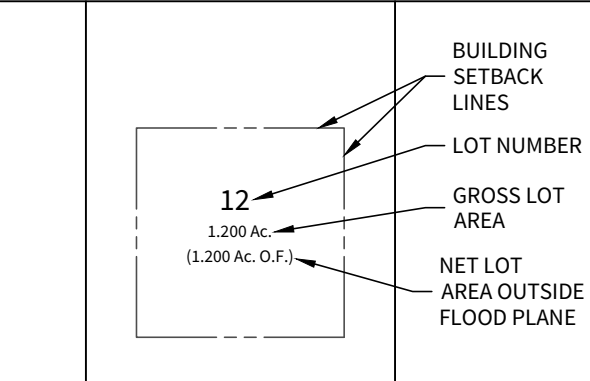 BUILDING
SETBACK
LINES
LOT NUMBER
12
GROSS LOT
AREA
1.200 Ac.
(1.200 Ac. O.F.)
NET LOT
AREA OUTSIDE
FLOOD PLANE